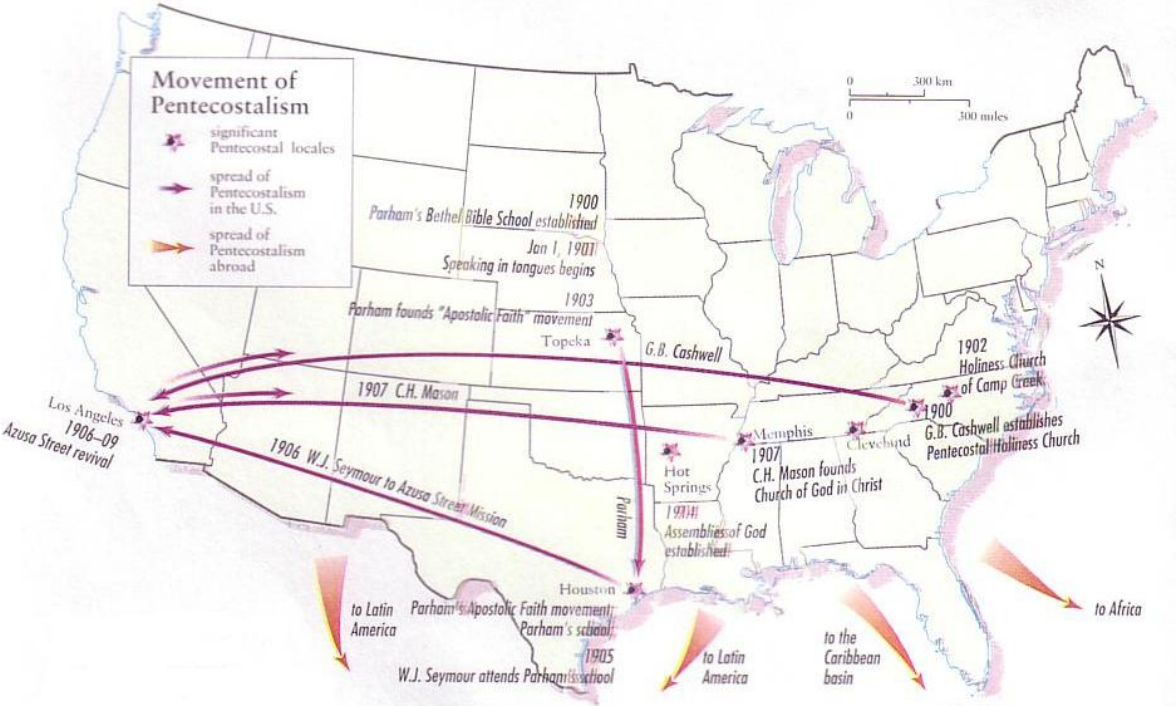 Movement of
Pentecostalism
significant
Pentecostal locales
spread of
Pentecostalism
in the U.S.
spread of
Pentecostalism
abroad
0 300 km
0 300 miles
N
1900
Parham's Bethel Bible School established
Jan 1, 1901
Speaking in tongues begins
1903
Parham founds "Apostolic Faith" movement
Topeka
G.B. Cashwell
1902
Holiness Church
of Camp Creek
1907 C.H. Mason
Los Angeles
1906–09
Azusa Street revival
1906 W.J. Seymour to Azusa Street Mission
Memphis
1907
C.H. Mason founds
Church of God in Christ
Cleveland
1900
G.B. Cashwell establishes
Pentecostal Holiness Church
Hot
Springs
1914
Assemblies of God
established
Parham
Houston
Parham's Apostolic Faith movement;
Parham's school;
1905
W.J. Seymour attends Parham's school
to Latin
America
to Latin
America
to the
Caribbean
basin
to Africa